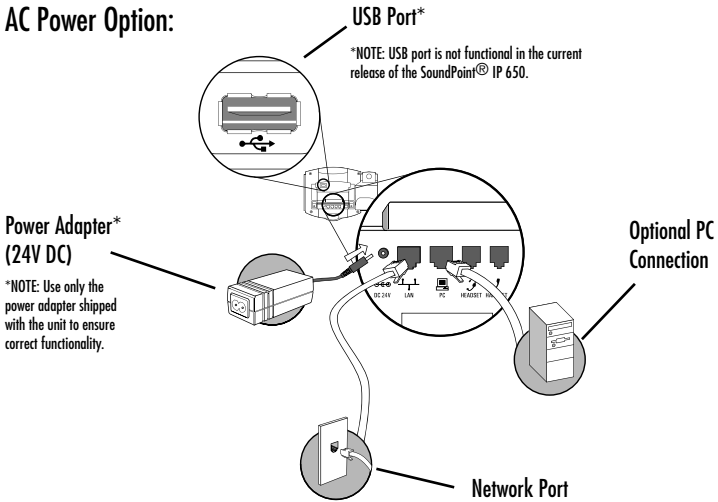 AC Power Option:
USB Port*
*NOTE: USB port is not functional in the current
release of the SoundPoint® IP 650.
Power Adapter*
(24V DC)
*NOTE: Use only the
power adapter shipped
with the unit to ensure
correct functionality.
Optional PC
Connection
DC 24V
LAN
PC
HEADSET
Network Port